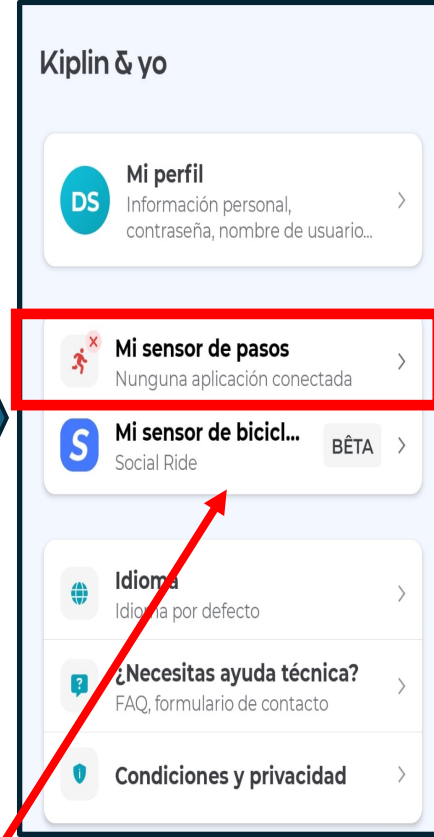 Kiplin & yo
DS
Mi perfil
Información personal,
contraseña, nombre de usuario...
Mi sensor de pasos
Nunguna aplicación conectada
S
Mi sensor de bicicl...
BÊTA
Social Ride
Idioma
Idioma por defecto
¿Necesitas ayuda técnica?
FAQ, formulario de contacto
Condiciones y privacidad